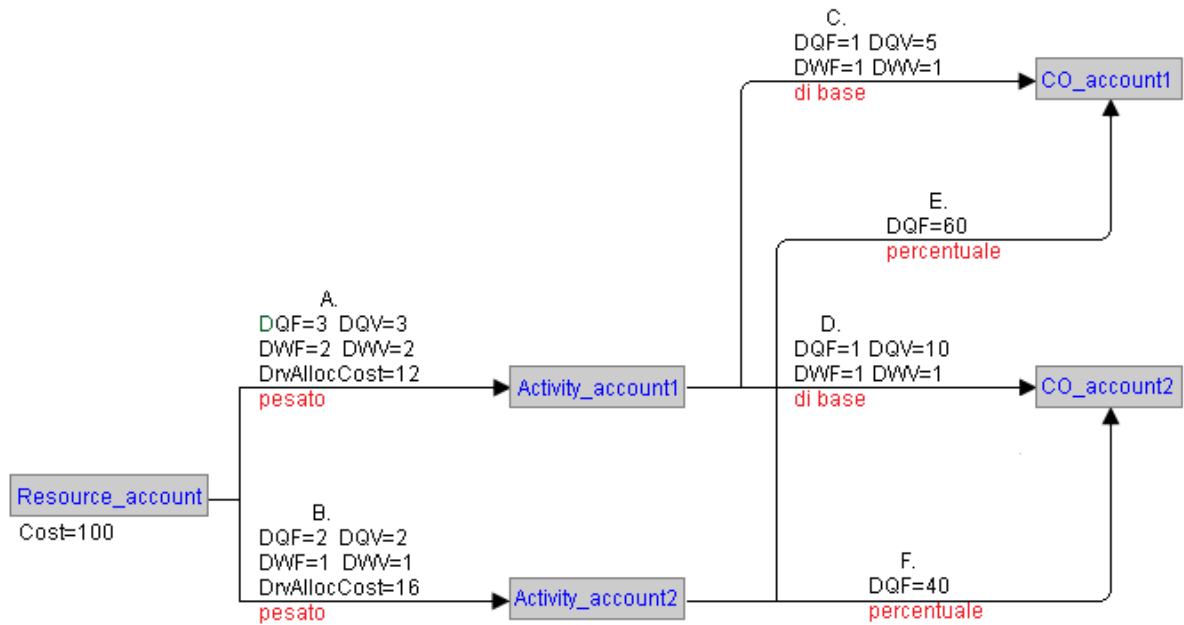 C.
DQF=1 DQV=5
DWF=1 DWV=1
di base
CO_account1
E.
DQF=60
percentuale
A.
DQF=3 DQV=3
DWF=2 DWV=2
DrvAllocCost=12
pesato
Activity_account1
D.
DQF=1 DQV=10
DWF=1 DWV=1
di base
CO_account2
Resource_account
Cost=100
B.
DQF=2 DQV=2
DWF=1 DWV=1
DrvAllocCost=16
pesato
Activity_account2
F.
DQF=40
percentuale